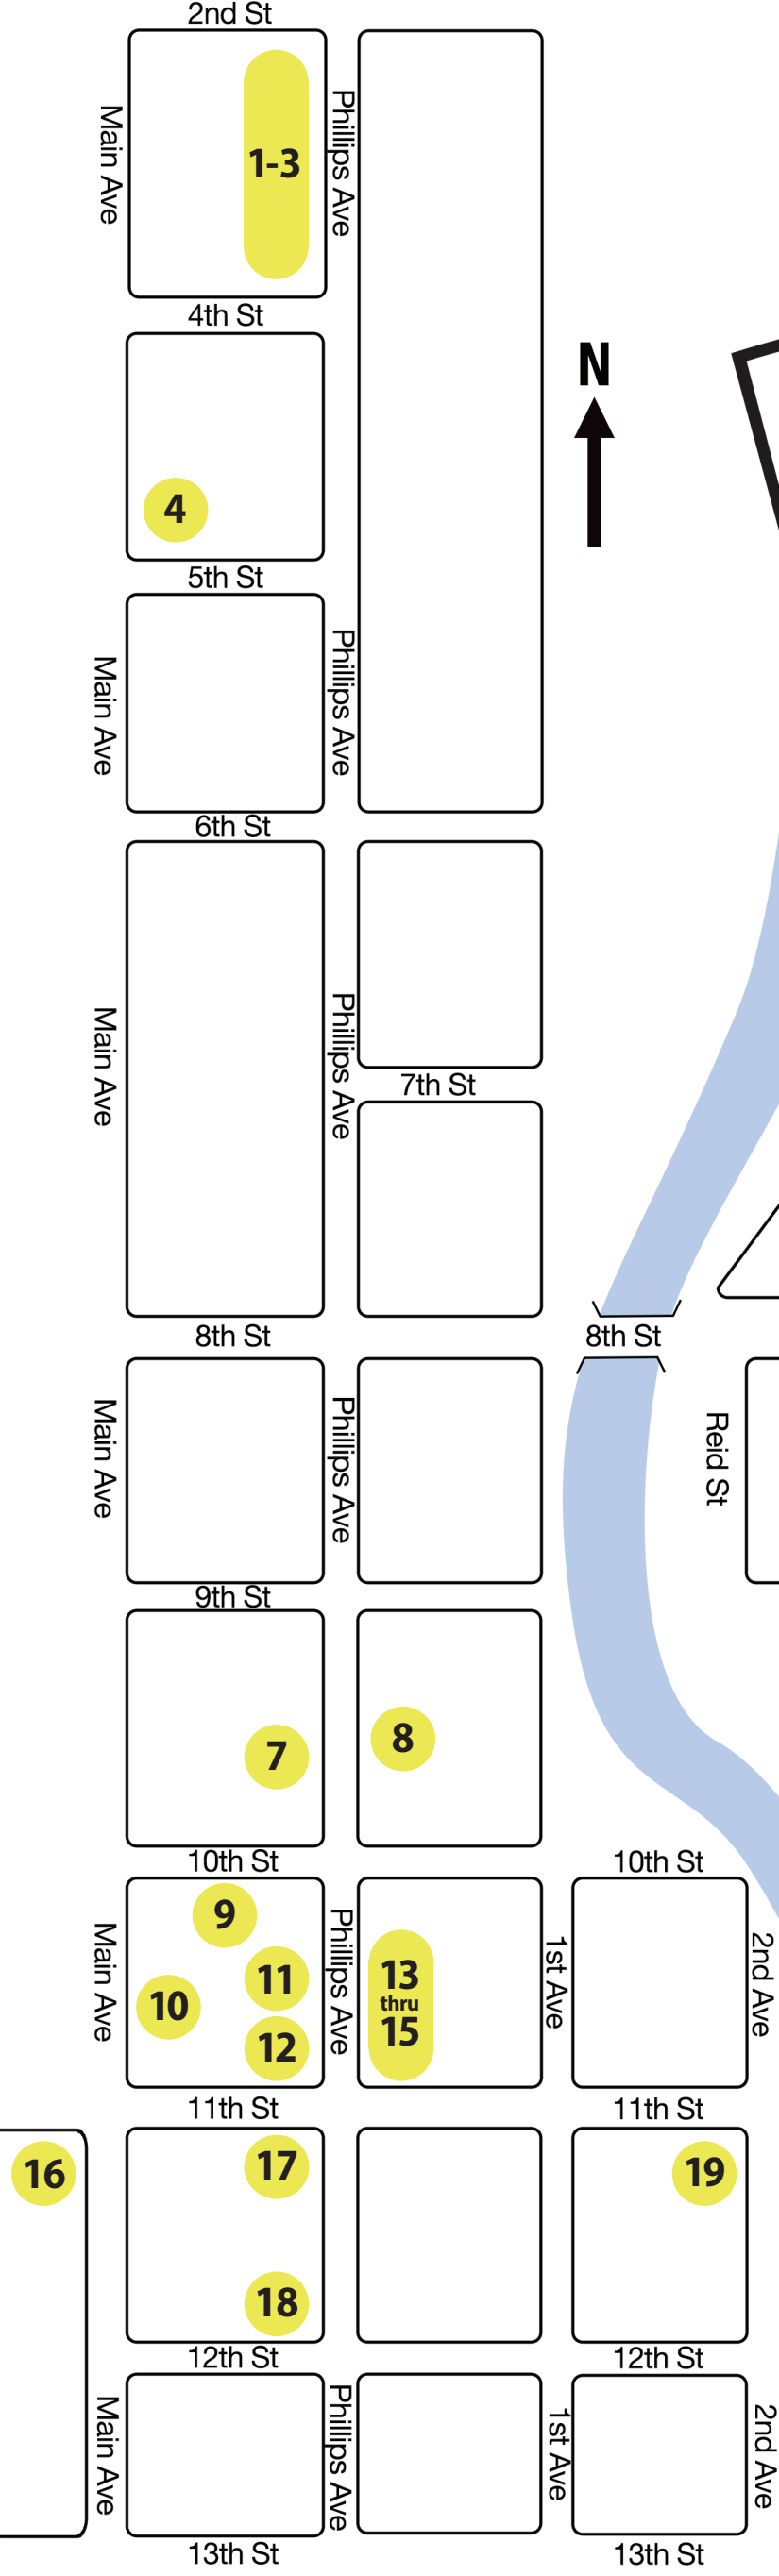 2nd St
Main Ave
1-3
Phillips Ave
4th St
N
4
5th St
Main Ave
Phillips Ave
6th St
Main Ave
Phillips Ave
7th St
8th St
8th St
Main Ave
Phillips Ave
Reid St
9th St
7
8
10th St
10th St
Main Ave
9
10
11
12
Phillips Ave
13
thru
15
1st Ave
2nd Ave
11th St
11th St
16
17
19
18
12th St
12th St
Main Ave
Phillips Ave
1st Ave
2nd Ave
13th St
13th St